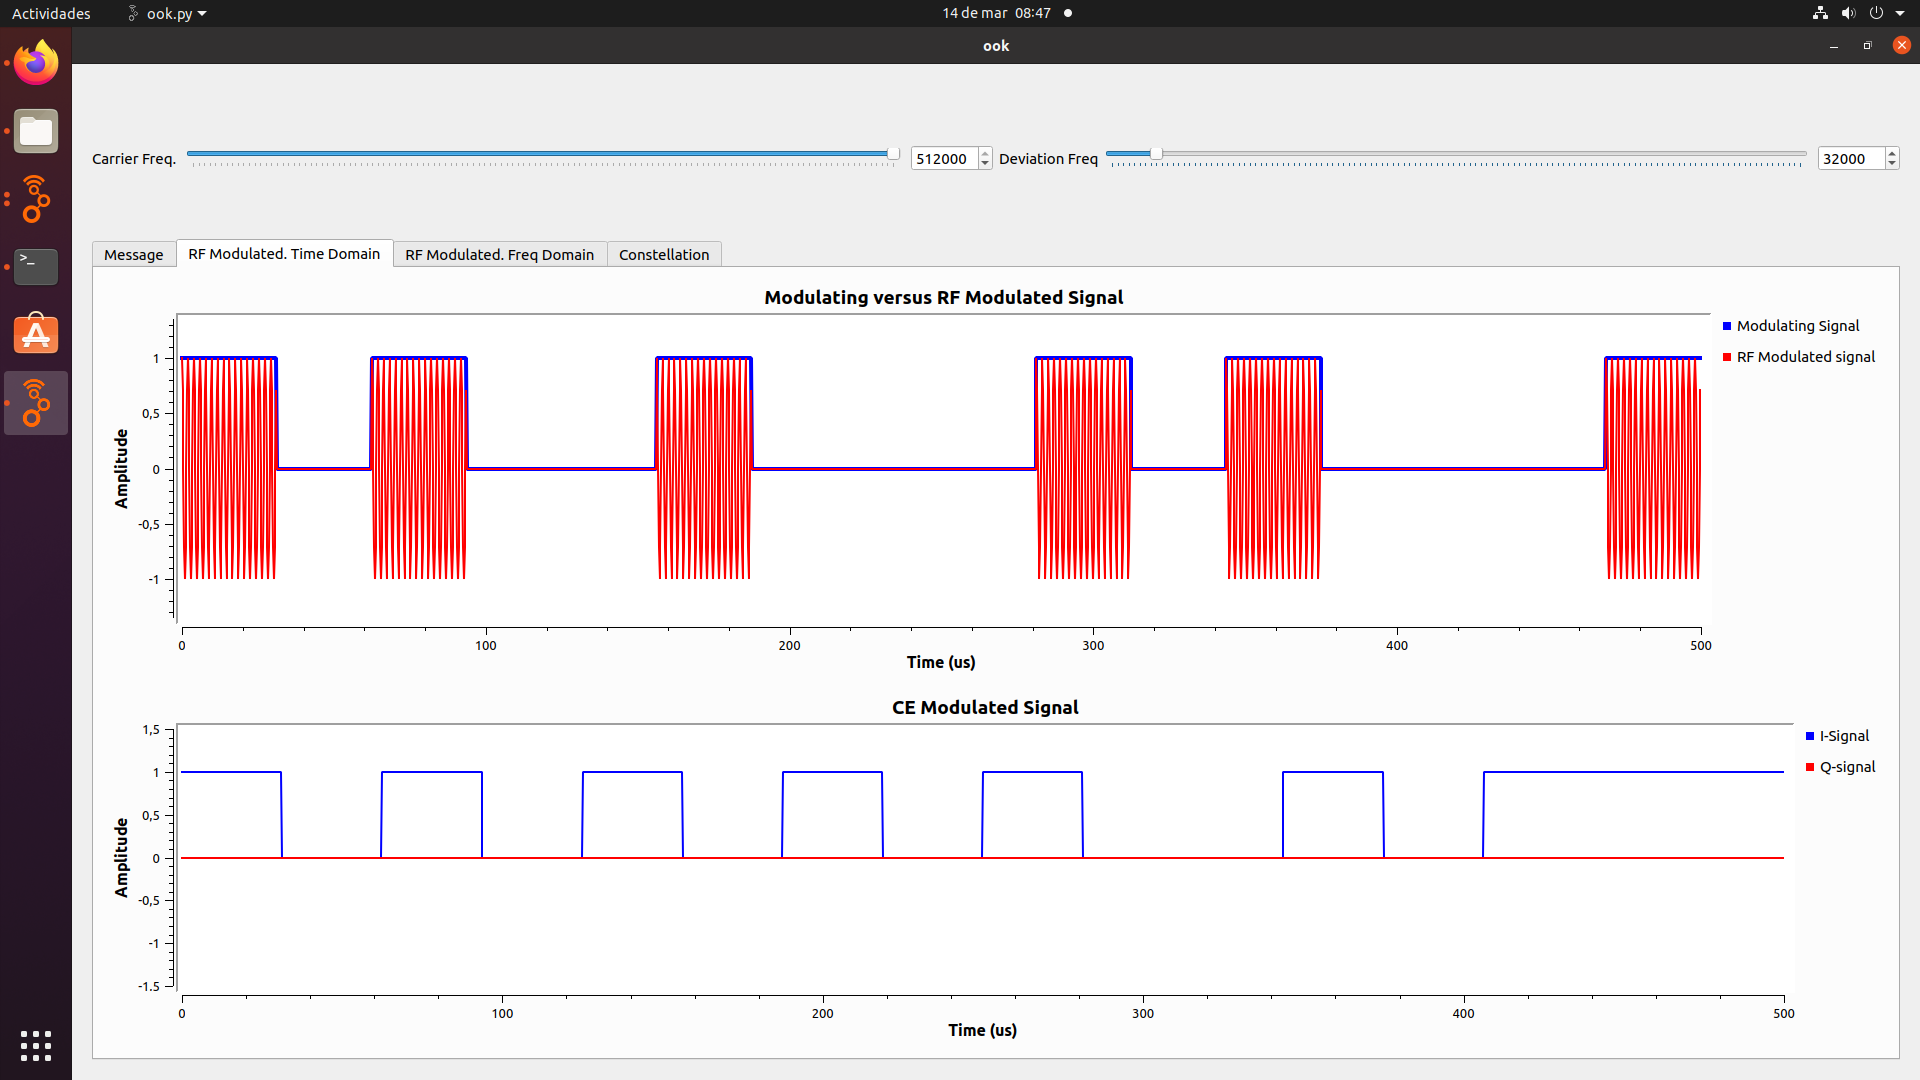 Actividades ook.py 14 de mar 08:47
ook
Carrier Freq. 512000 Deviation Freq 32000
Message RF Modulated. Time Domain RF Modulated. Freq Domain Constellation
Modulating versus RF Modulated Signal
Modulating Signal
RF Modulated signal
1
0,5
0
-0,5
-1
Amplitude
0 100 200 300 400 500
Time (us)
CE Modulated Signal
I-Signal
Q-signal
1,5
1
0,5
0
-0,5
-1
-1.5
Amplitude
0 100 200 300 400 500
Time (us)